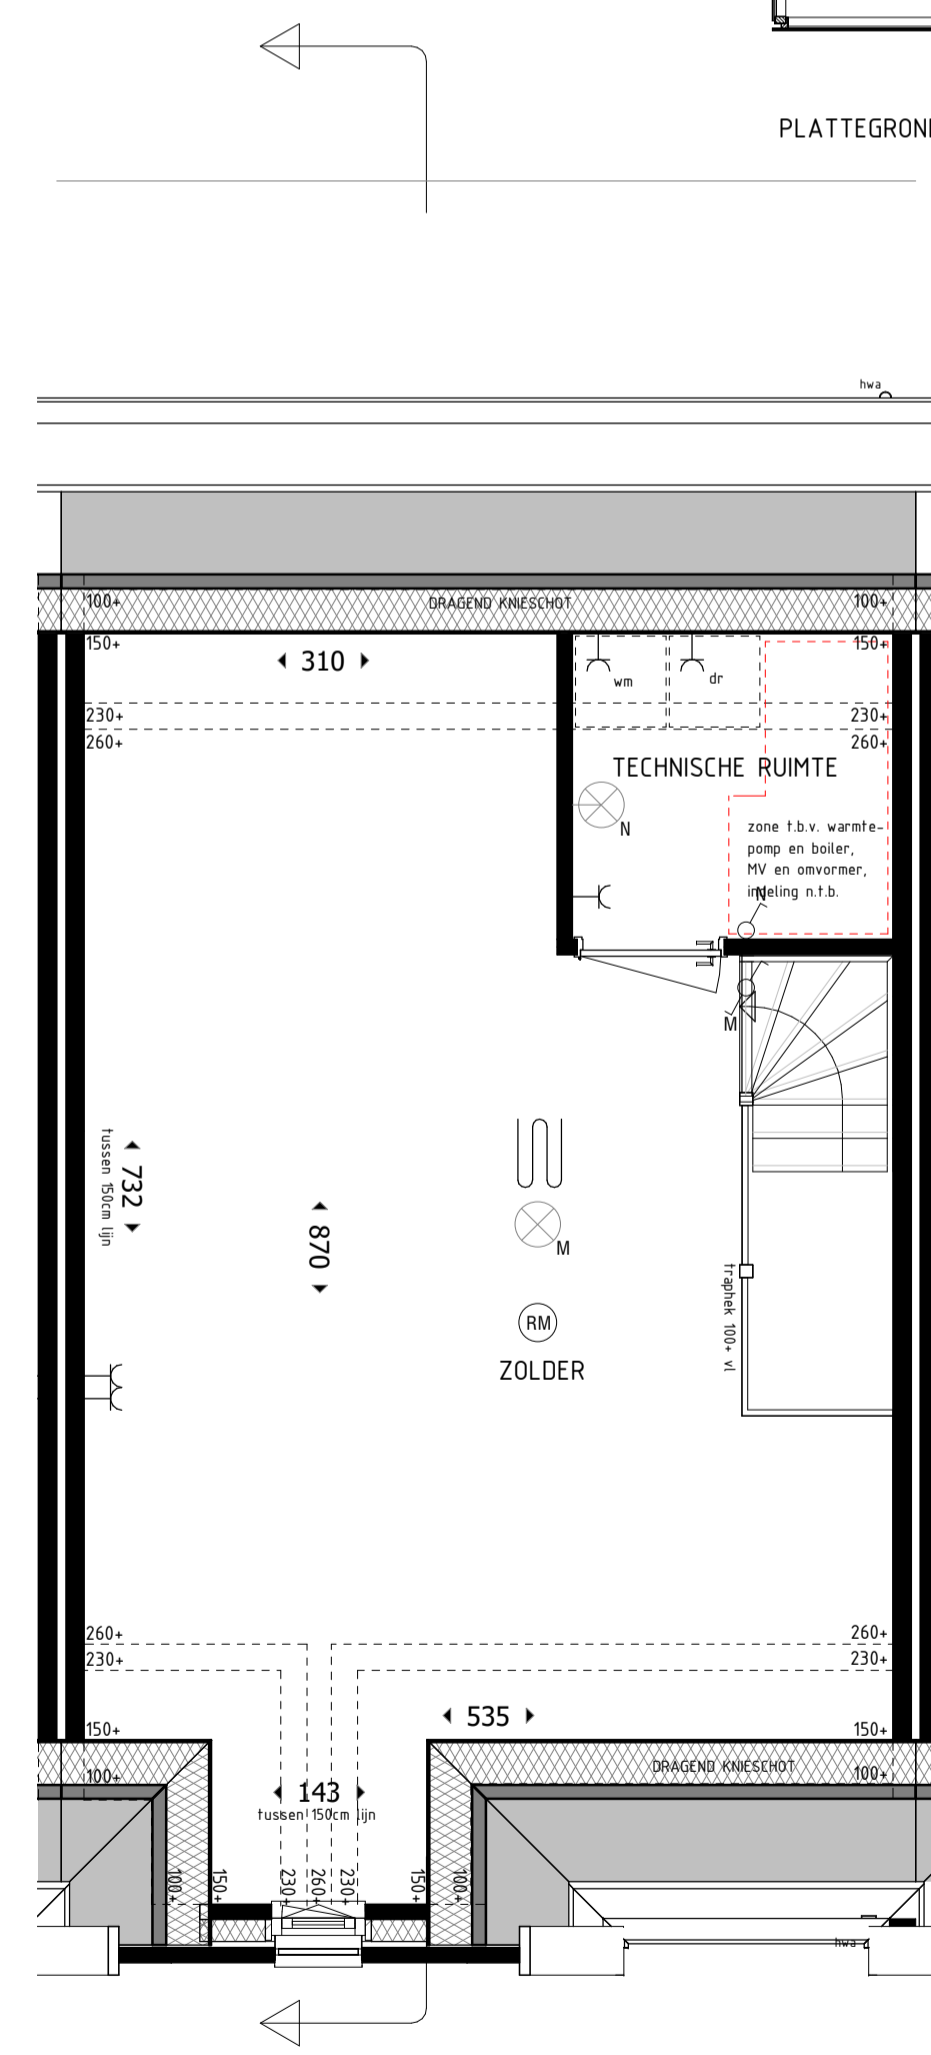 PLATTEGROND
hwa
100+
DRAGEND KNIESCHOT
100+
150+
150+
310
wm
dr
230+
230+
260+
260+
TECHNISCHE RUIMTE
N
zone t.b.v. warmte-
pomp en boiler,
MV en omvormer,
indeling n.t.b.
N
M
732
tussen 150cm lijn
870
M
RM
traphek 100+ vl
ZOLDER
260+
260+
230+
230+
535
150+
150+
DRAGEND KNIESCHOT
100+
100+
143
tussen 150cm lijn
100+
150+
230+
260+
230+
150+
100+
hwa